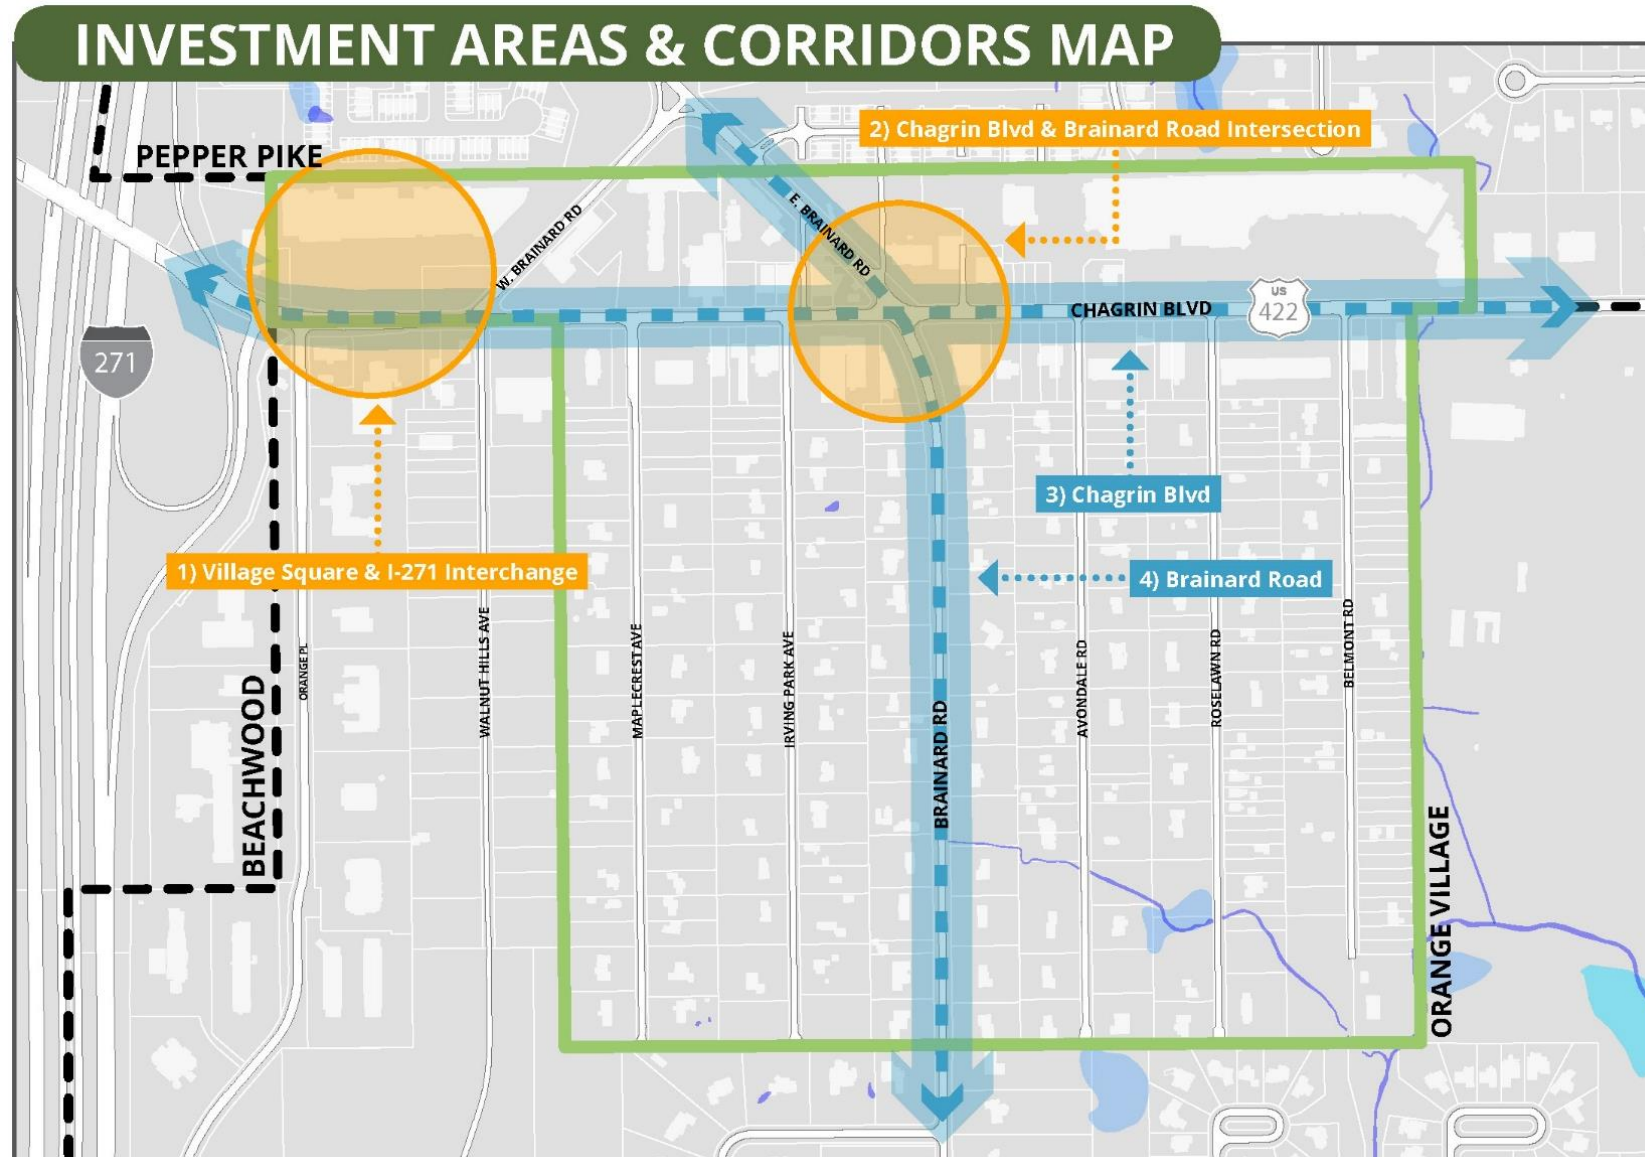 INVESTMENT AREAS & CORRIDORS MAP
2) Chagrin Blvd & Brainard Road Intersection
PEPPER PIKE
W. BRAINARD RD
E. BRAINARD RD
CHAGRIN BLVD
US
422
271
3) Chagrin Blvd
1) Village Square & I-271 Interchange
4) Brainard Road
BEACHWOOD
ORANGE PL
WALNUT HILLS AVE
MAPLECREST AVE
IRVING PARK AVE
BRAINARD RD
AVONDALE RD
ROSELAWN RD
BELMONT RD
ORANGE VILLAGE